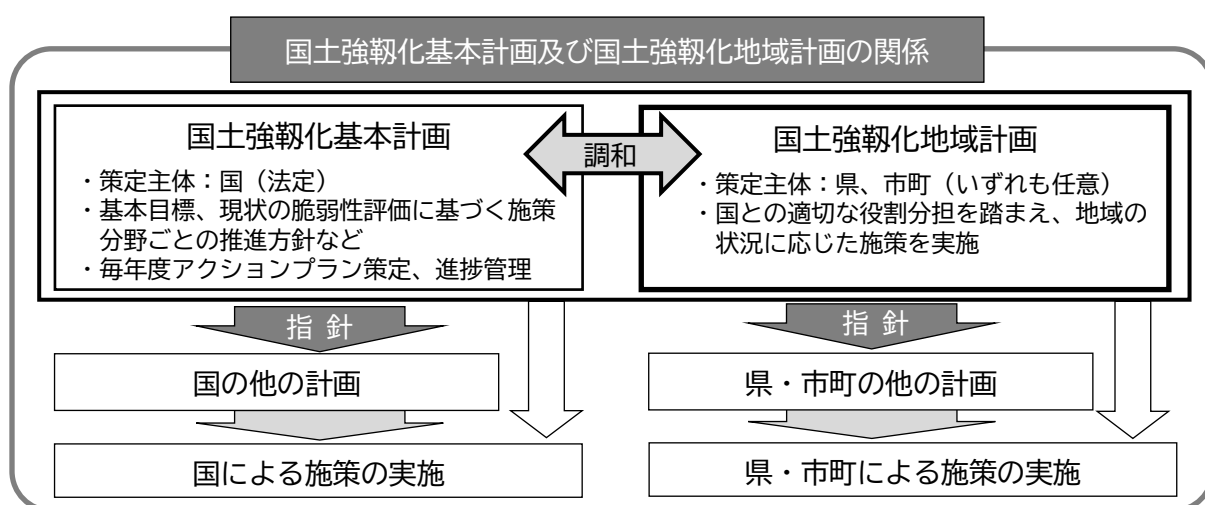 国土強靱化基本計画及び国土強靱化地域計画の関係
国土強靱化基本計画
・策定主体：国（法定）
・基本目標、現状の脆弱性評価に基づく施策
分野ごとの推進方針など
・毎年度アクションプラン策定、進捗管理
調和
国土強靱化地域計画
・策定主体：県、市町（いずれも任意）
・国との適切な役割分担を踏まえ、地域の
状況に応じた施策を実施
指 針
指 針
国の他の計画
県・市町の他の計画
国による施策の実施
県・市町による施策の実施